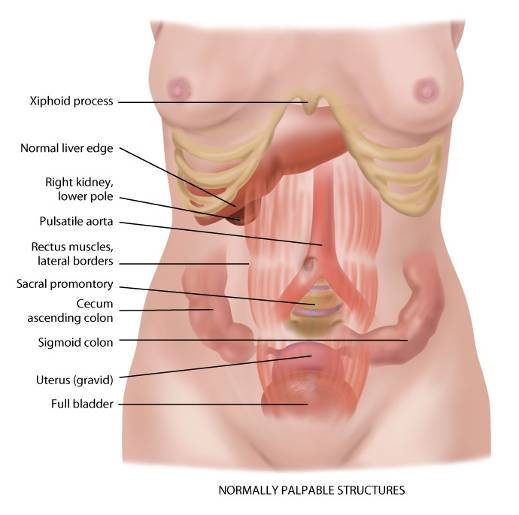 Xiphoid process
Normal liver edge
Right kidney,
lower pole
Pulsatile aorta
Rectus muscles,
lateral borders
Sacral promontory
Cecum
ascending colon
Sigmoid colon
Uterus (gravid)
Full bladder
NORMALLY PALPABLE STRUCTURES